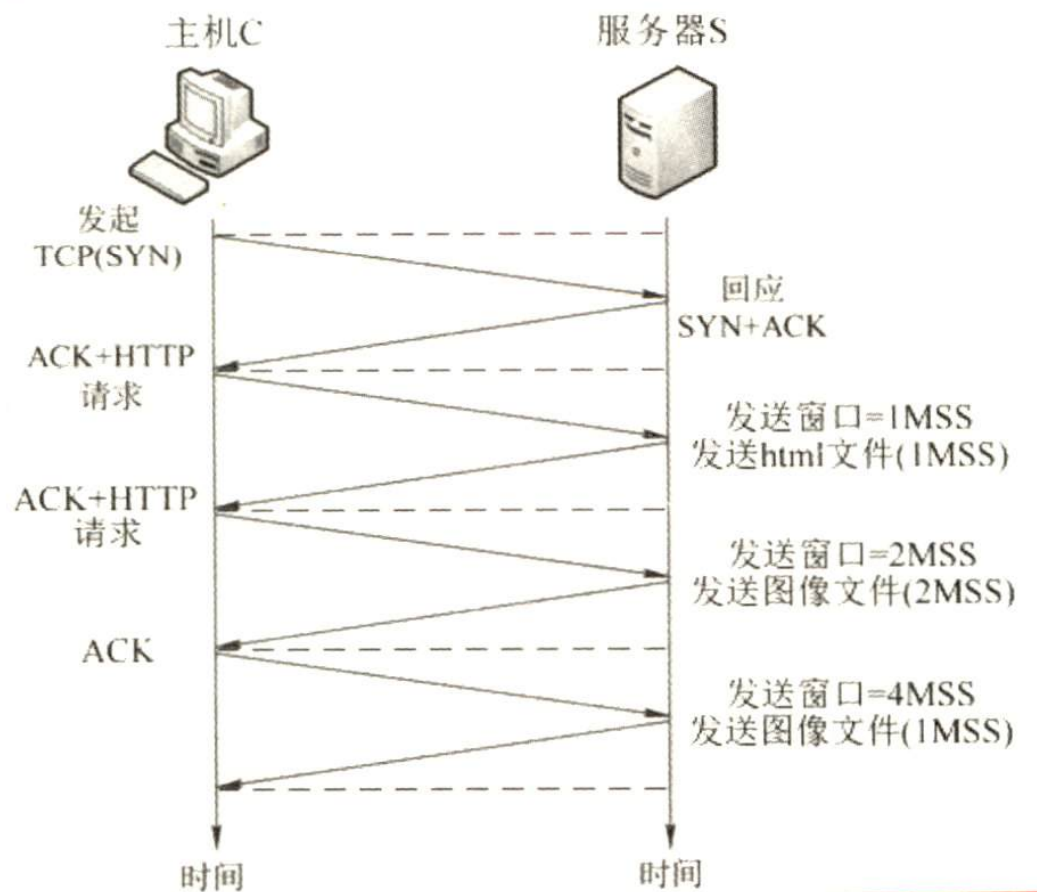 主机C
服务器S
发起
TCP(SYN)
回应
SYN+ACK
ACK+HTTP
请求
发送窗口=1MSS
发送html文件(1MSS)
ACK+HTTP
请求
发送窗口=2MSS
发送图像文件(2MSS)
ACK
发送窗口=4MSS
发送图像文件(1MSS)
时间
时间